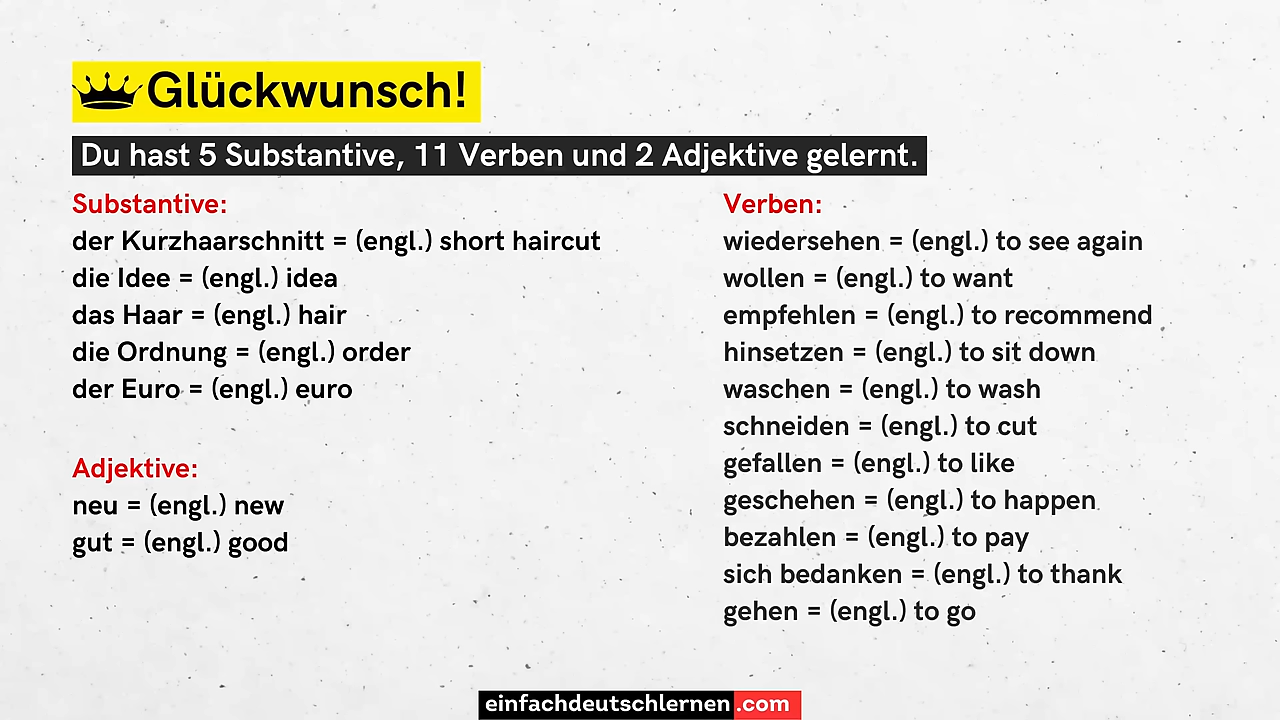 Glückwunsch!
Du hast 5 Substantive, 11 Verben und 2 Adjektive gelernt.
Substantive:
der Kurzhaarschnitt = (engl.) short haircut
die Idee = (engl.) idea
das Haar = (engl.) hair
die Ordnung = (engl.) order
der Euro = (engl.) euro
Adjektive:
neu = (engl.) new
gut = (engl.) good
Verben:
wiedersehen = (engl.) to see again
wollen = (engl.) to want
empfehlen = (engl.) to recommend
hinsetzen = (engl.) to sit down
waschen = (engl.) to wash
schneiden = (engl.) to cut
gefallen = (engl.) to like
geschehen = (engl.) to happen
bezahlen = (engl.) to pay
sich bedanken = (engl.) to thank
gehen = (engl.) to go
einfachdeutschlernen.com